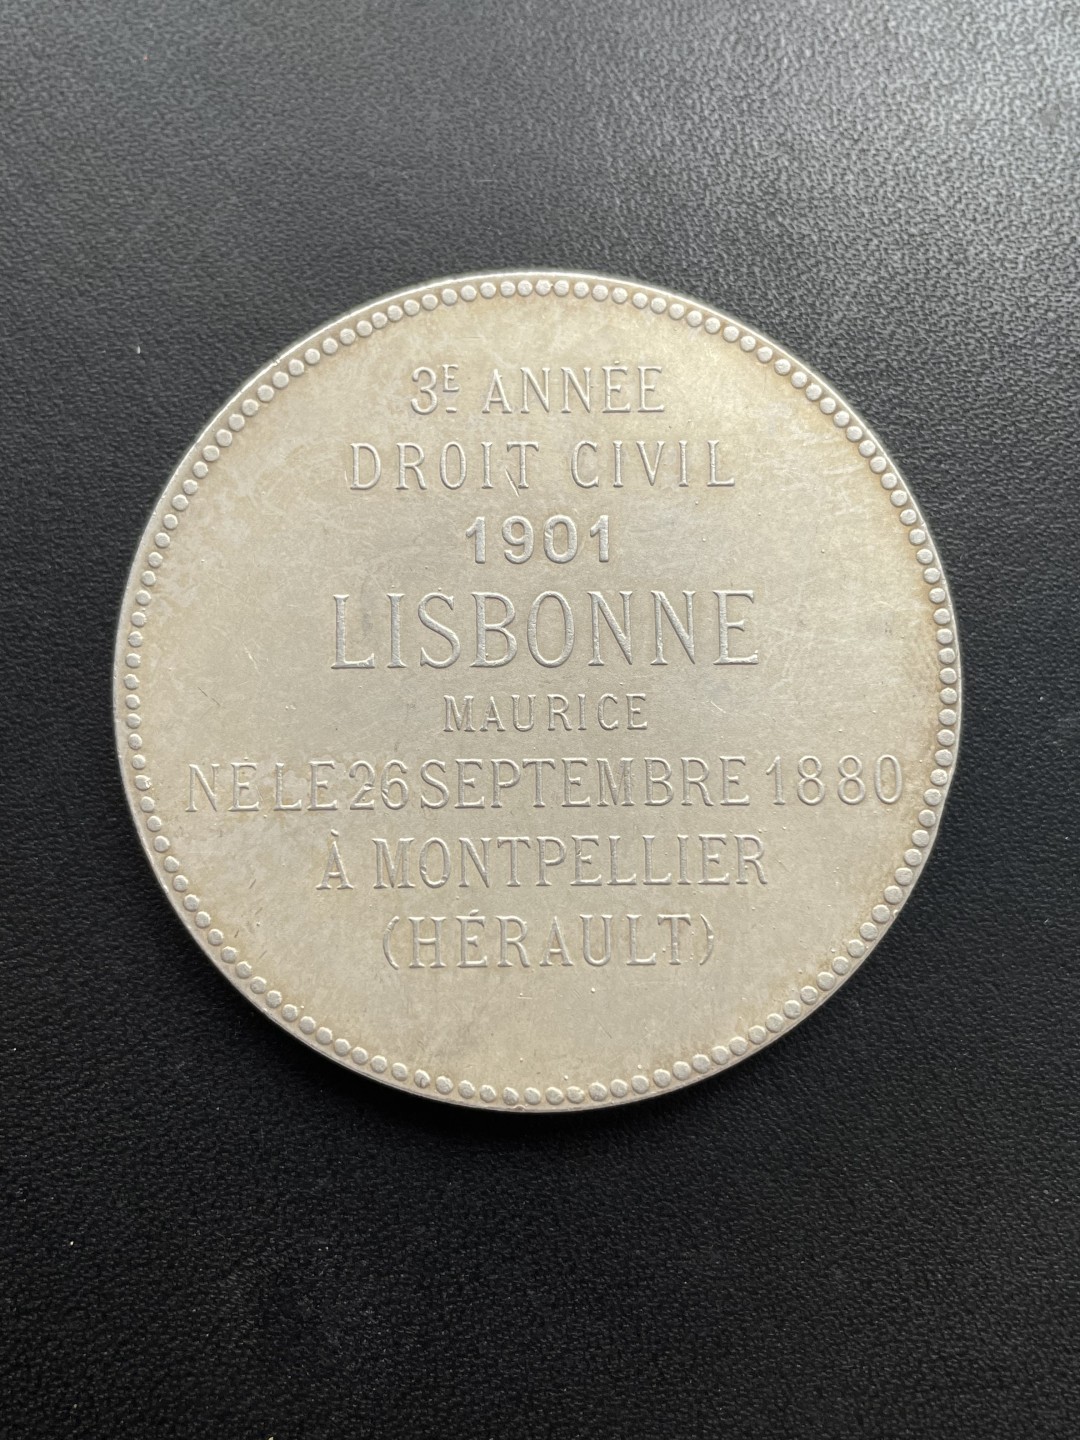 3E ANNÉE
DROIT CIVIL
1901
LISBONNE
MAURICE
NÉ LE 26 SEPTEMBRE 1880
À MONTPELLIER
(HÉRAULT)